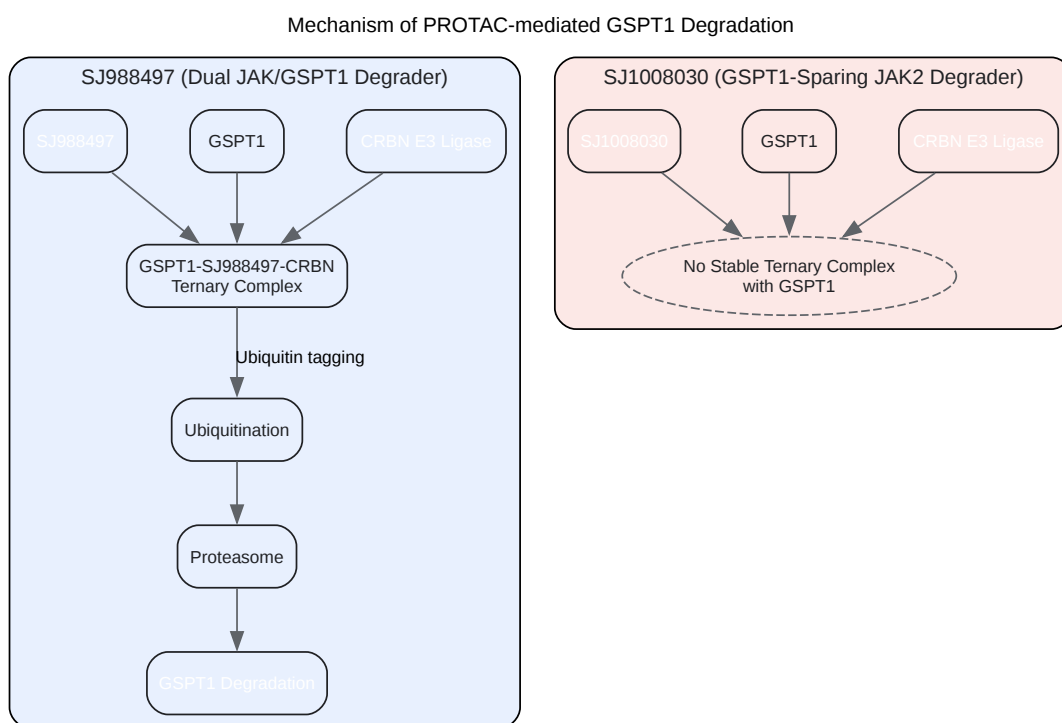 Mechanism of PROTAC-mediated GSPT1 Degradation
SJ988497 (Dual JAK/GSPT1 Degrader)
SJ988497
GSPT1
CRBN E3 Ligase
GSPT1-SJ988497-CRBN
Ternary Complex
Ubiquitin tagging
Ubiquitination
Proteasome
GSPT1 Degradation
SJ1008030 (GSPT1-Sparing JAK2 Degrader)
SJ1008030
GSPT1
CRBN E3 Ligase
No Stable Ternary Complex
with GSPT1